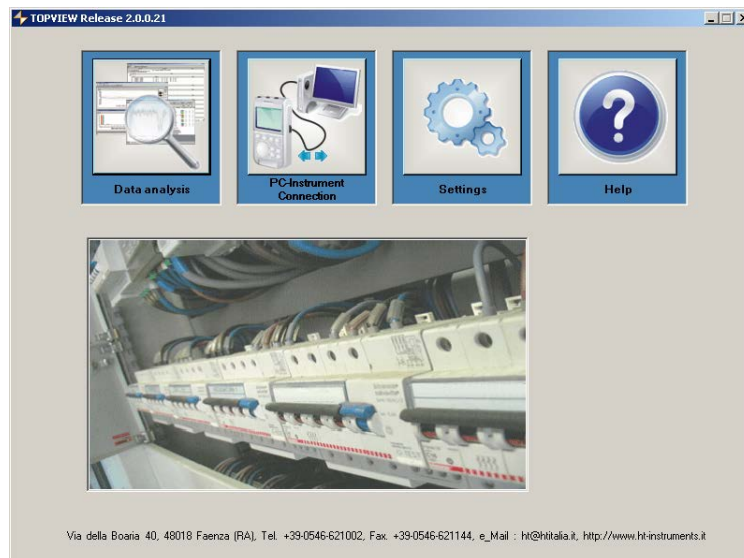 TOPVIEW Release 2.0.0.21
Data analysis
PC-Instrument
Connection
Settings
Help
Via della Boaria 40, 48018 Faenza (RA), Tel. +39-0546-621002, Fax. +39-0546-621144, e_Mail : ht@htitalia.it, http://www.ht-instruments.it